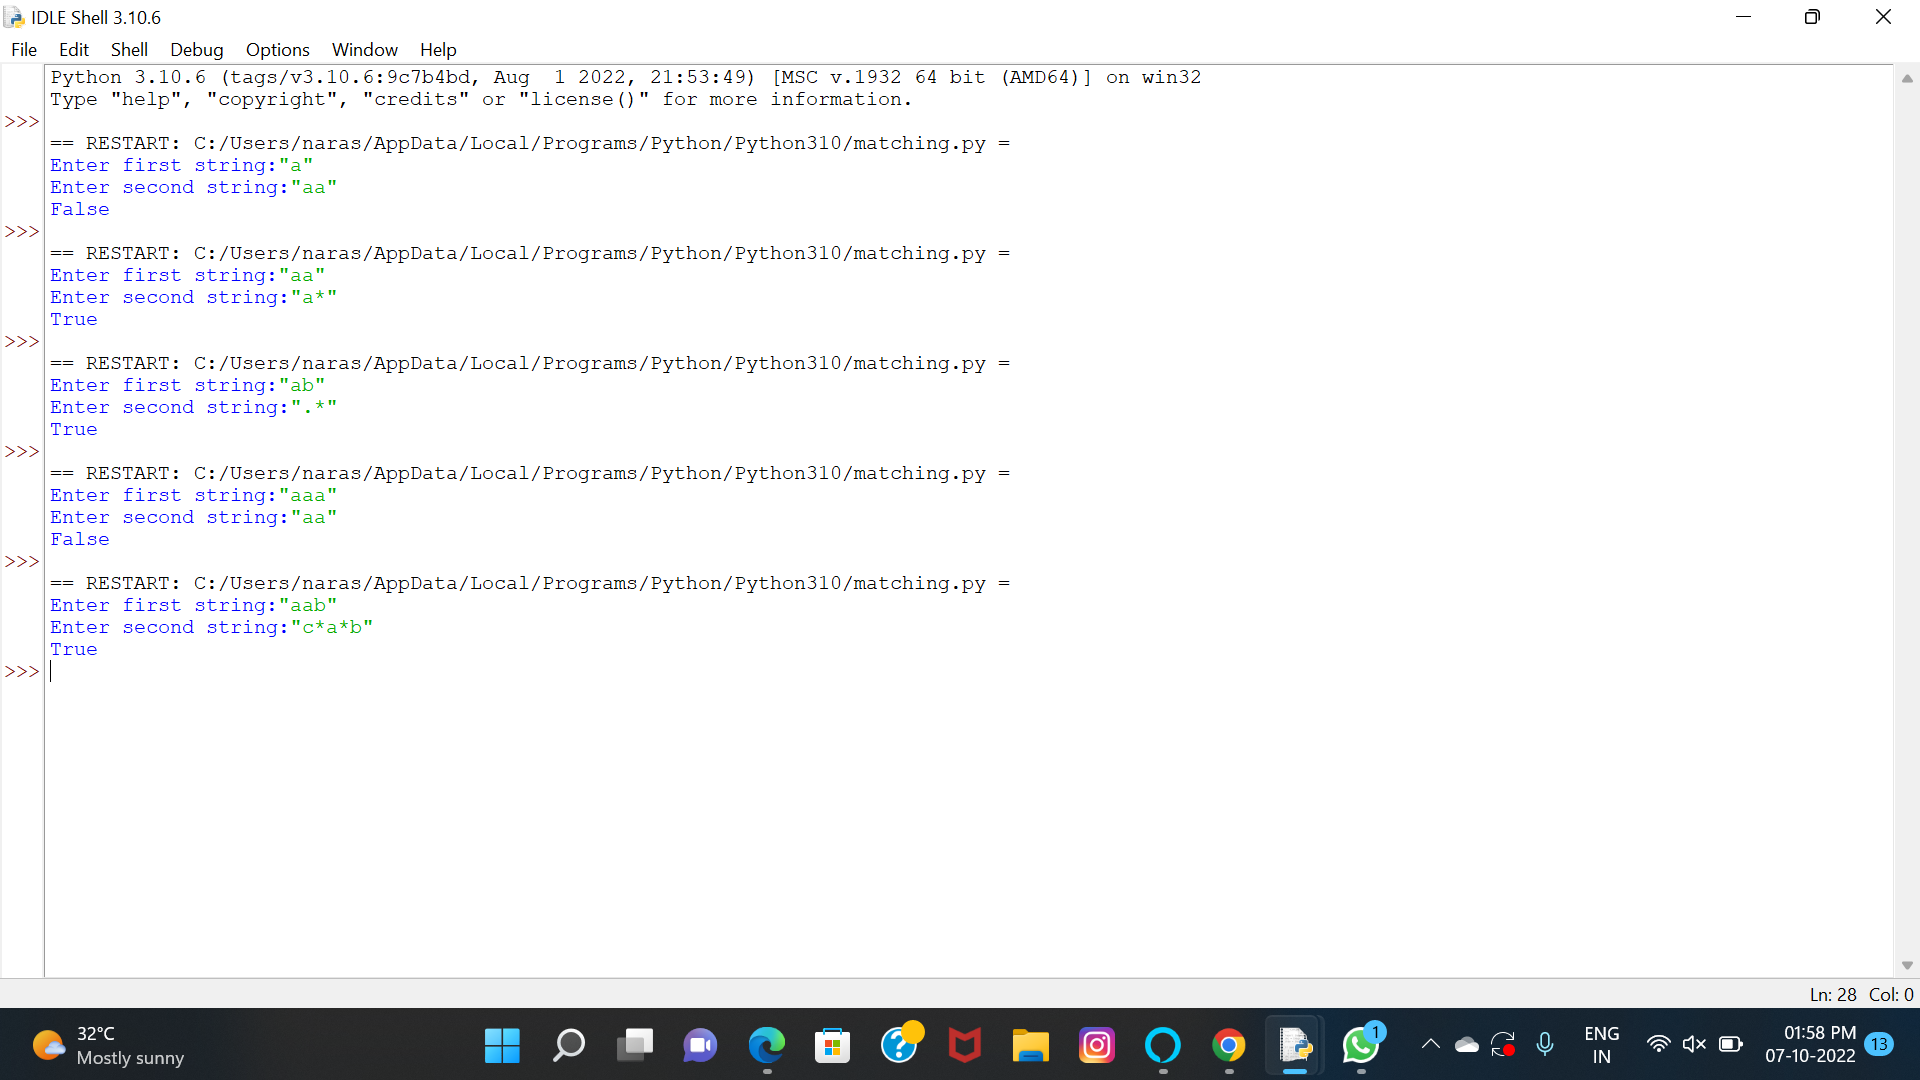 IDLE Shell 3.10.6
File Edit Shell Debug Options Window Help
Python 3.10.6 (tags/v3.10.6:9c7b4bd, Aug  1 2022, 21:53:49) [MSC v.1932 64 bit (AMD64)] on win32
Type "help", "copyright", "credits" or "license()" for more information.
>>>
== RESTART: C:/Users/naras/AppData/Local/Programs/Python/Python310/matching.py =
Enter first string:"a"
Enter second string:"aa"
False
>>>
== RESTART: C:/Users/naras/AppData/Local/Programs/Python/Python310/matching.py =
Enter first string:"aa"
Enter second string:"a*"
True
>>>
== RESTART: C:/Users/naras/AppData/Local/Programs/Python/Python310/matching.py =
Enter first string:"ab"
Enter second string:".*"
True
>>>
== RESTART: C:/Users/naras/AppData/Local/Programs/Python/Python310/matching.py =
Enter first string:"aaa"
Enter second string:"aa"
False
>>>
== RESTART: C:/Users/naras/AppData/Local/Programs/Python/Python310/matching.py =
Enter first string:"aab"
Enter second string:"c*a*b"
True
>>>
Ln: 28 Col: 0
32°C
Mostly sunny
1
ENG
IN
01:58 PM
07-10-2022
13